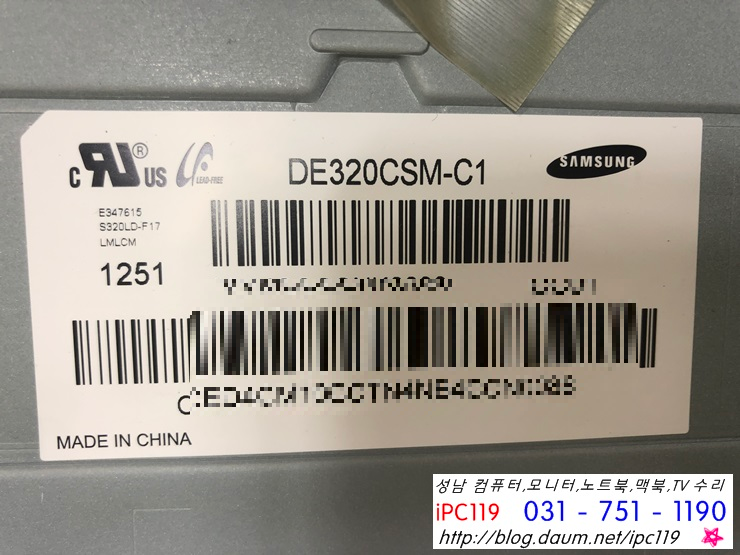 c RU ® US LEAD-FREE DE320CSM-C1 SAMSUNG
E347615
S320LD-F17
LMLCM
1251
MADE IN CHINA
성남 컴퓨터,모니터,노트북,맥북,TV 수리
iPC119 031 - 751 - 1190
http://blog.daum.net/ipc119